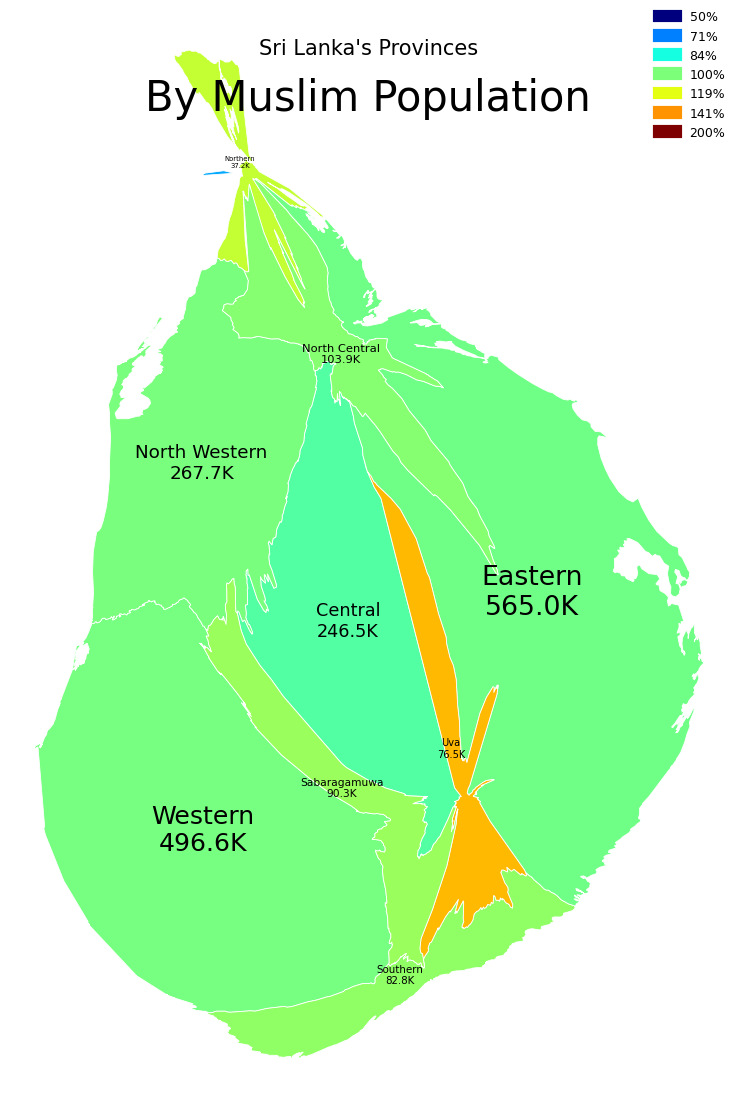 Sri Lanka's Provinces
By Muslim Population
50%
71%
84%
100%
119%
141%
200%
Northern
37.2K
North Central
103.9K
North Western
267.7K
Eastern
565.0K
Central
246.5K
Uva
76.5K
Sabaragamuwa
90.3K
Western
496.6K
Southern
82.8K